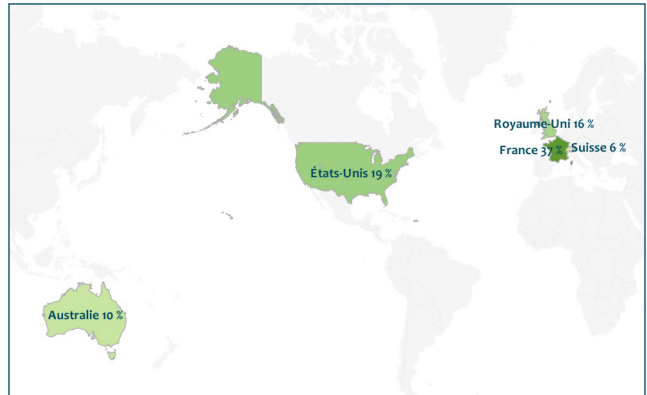 Royaume-Uni 16 %
France 37 % Suisse 6 %
États-Unis 19 %
Australie 10 %